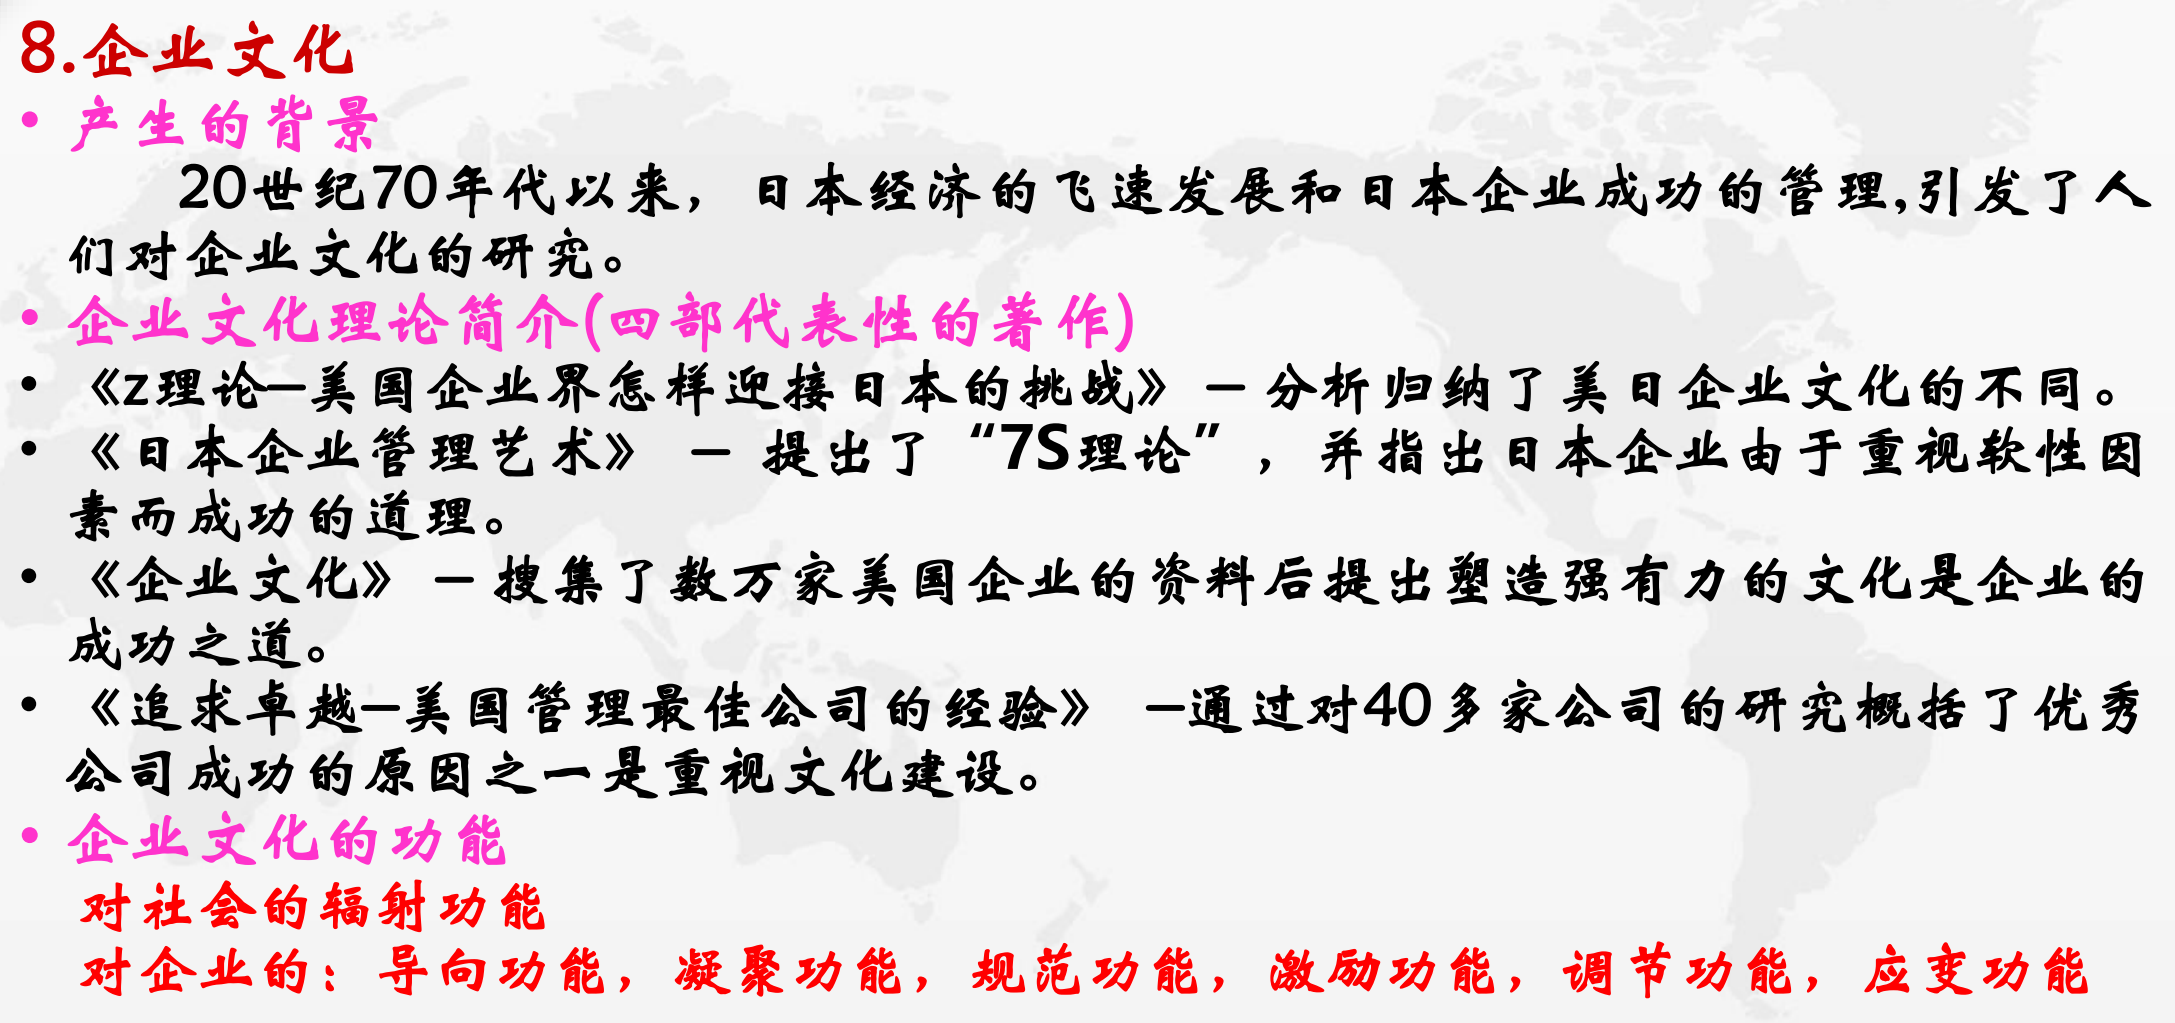 8.企业文化
• 产生的背景
20世纪70年代以来，日本经济的飞速发展和日本企业成功的管理,引发了人
们对企业文化的研究。
• 企业文化理论简介(四部代表性的著作)
• 《z理论—美国企业界怎样迎接日本的挑战》 — 分析归纳了美日企业文化的不同。
• 《日本企业管理艺术》 — 提出了“7S理论”，并指出日本企业由于重视软性因
素而成功的道理。
• 《企业文化》 — 搜集了数万家美国企业的资料后提出塑造强有力的文化是企业的
成功之道。
• 《追求卓越—美国管理最佳公司的经验》 —通过对40多家公司的研究概括了优秀
公司成功的原因之一是重视文化建设。
• 企业文化的功能
对社会的辐射功能
对企业的：导向功能，凝聚功能，规范功能，激励功能，调节功能，应变功能